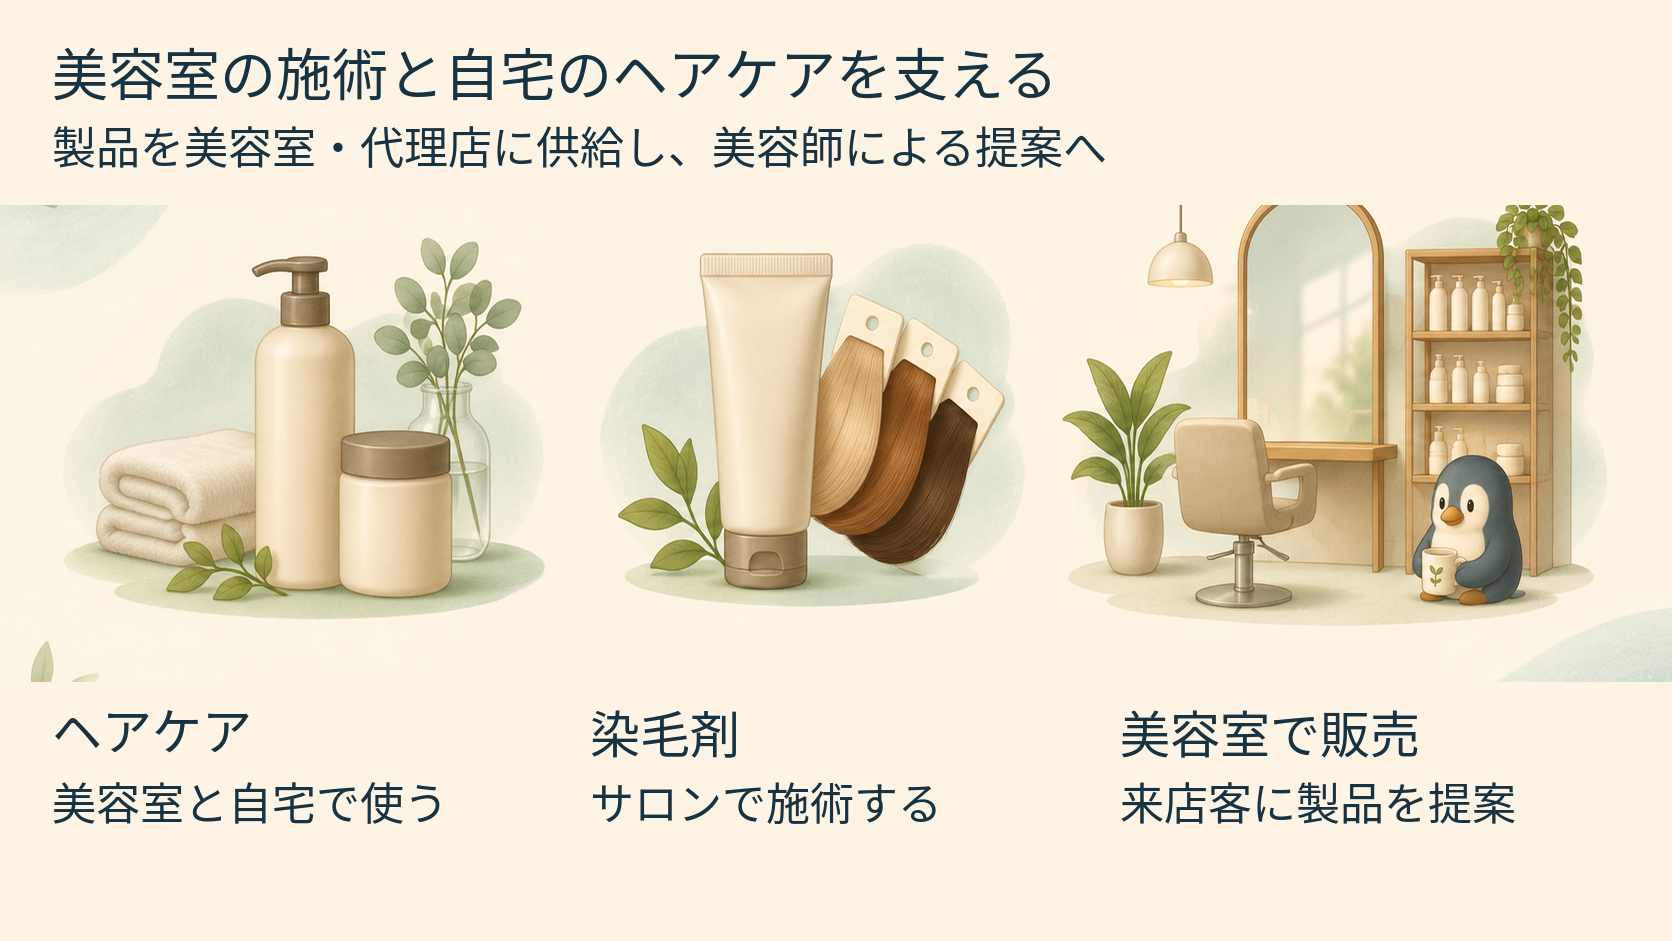 美容室の施術と自宅のヘアケアを支える
製品を美容室・代理店に供給し、美容師による提案へ
ヘアケア
美容室と自宅で使う
染毛剤
サロンで施術する
美容室で販売
来店客に製品を提案